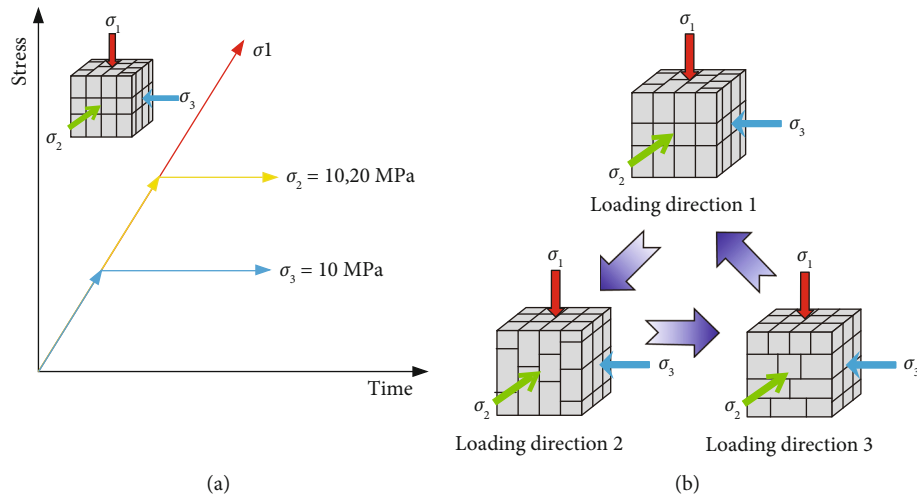 Stress
σ1
σ3
σ2
σ1
σ2 = 10,20 MPa
σ3 = 10 MPa
Time
(a)
σ1
σ3
σ2
Loading direction 1
σ1
σ3
σ2
Loading direction 2
σ1
σ3
σ2
Loading direction 3
(b)